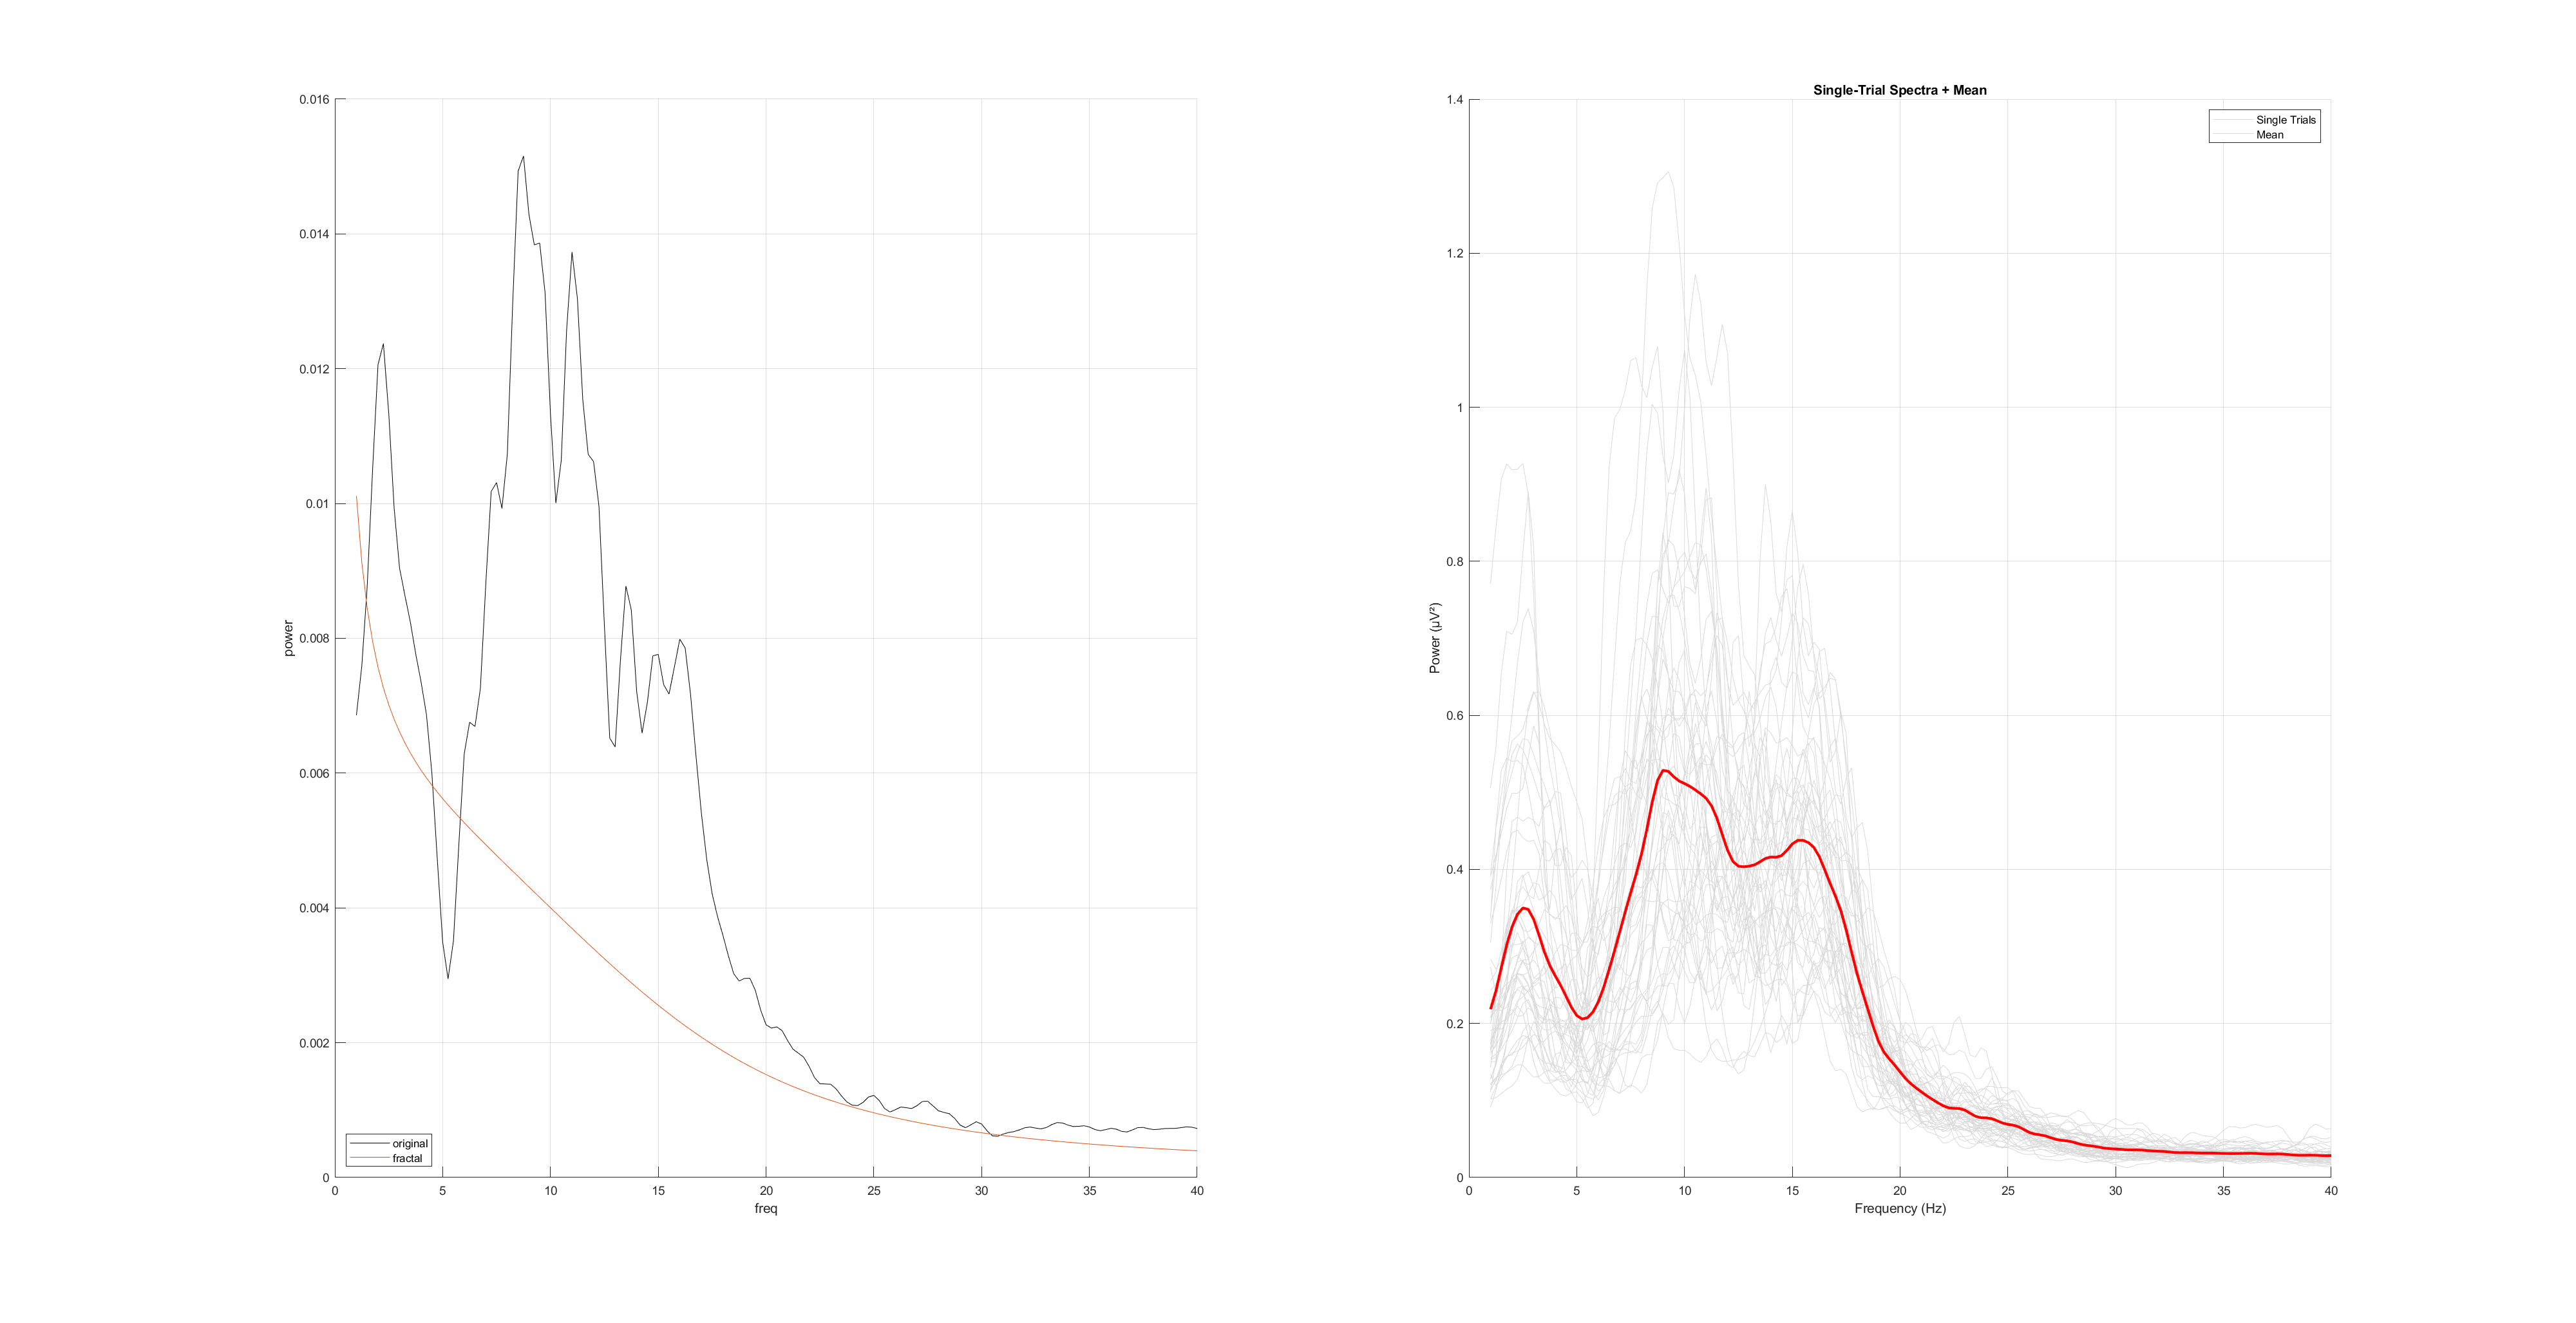 0.016
0.014
0.012
0.01
0.008
0.006
0.004
0.002
0
power
original
fractal
0 5 10 15 20 25 30 35 40
freq
Single-Trial Spectra + Mean
1.4
1.2
1
0.8
0.6
0.4
0.2
0
Power (µV²)
Single Trials
Mean
0 5 10 15 20 25 30 35 40
Frequency (Hz)